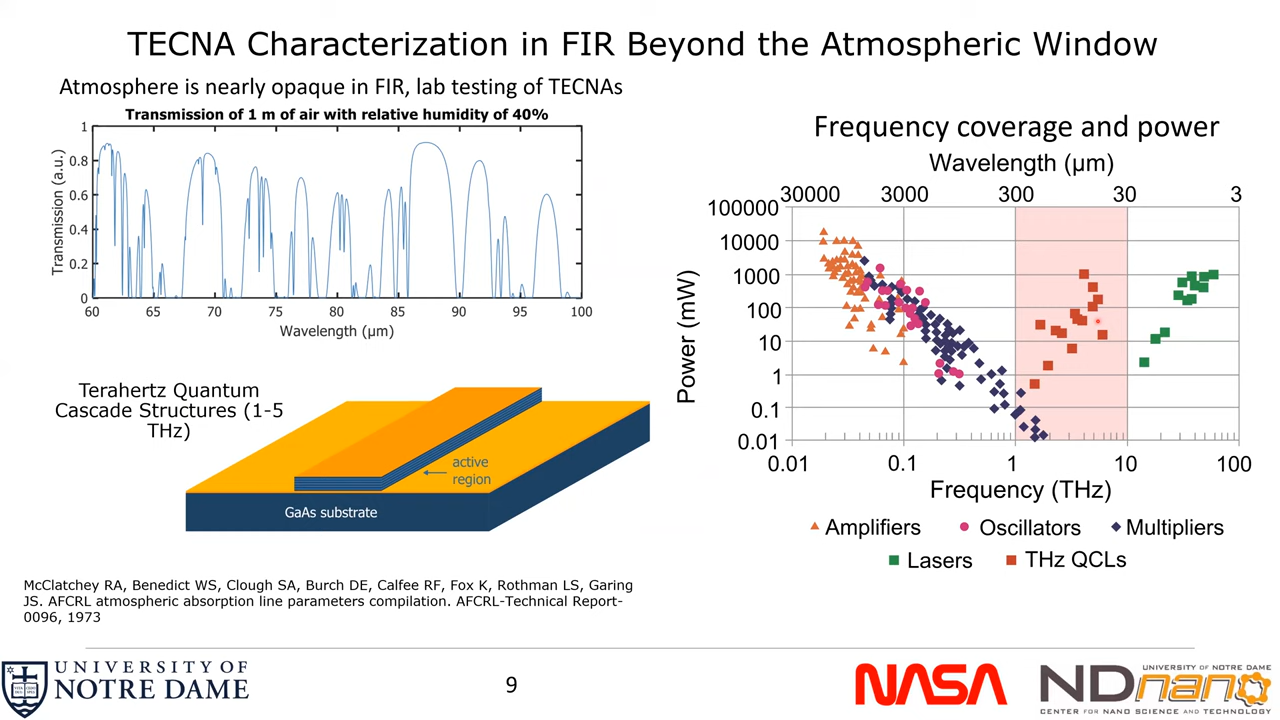 TECNA Characterization in FIR Beyond the Atmospheric Window
Atmosphere is nearly opaque in FIR, lab testing of TECNAs
Transmission of 1 m of air with relative humidity of 40%
Transmission (a.u.)
1
0.8
0.6
0.4
0.2
0
60 65 70 75 80 85 90 95 100
Wavelength (μm)
Terahertz Quantum
Cascade Structures (1-5
THz)
active
region
GaAs substrate
McClatchey RA, Benedict WS, Clough SA, Burch DE, Calfee RF, Fox K, Rothman LS, Garing
JS. AFCRL atmospheric absorption line parameters compilation. AFCRL-Technical Report-
0096, 1973
Frequency coverage and power
Wavelength (μm)
30000 3000 300 30 3
Power (mW)
100000
10000
1000
100
10
1
0.1
0.01
0.01 0.1 1 10 100
Frequency (THz)
Amplifiers Oscillators Multipliers
Lasers THz QCLs
UNIVERSITY OF
NOTRE DAME
9
NASA
UNIVERSITY OF NOTRE DAME
NDnano
CENTER FOR NANO SCIENCE AND TECHNOLOGY